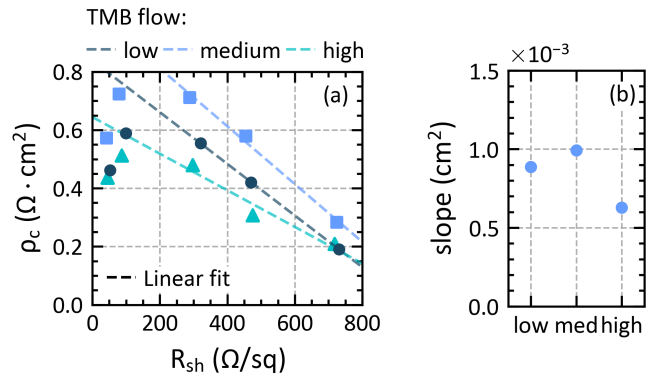 TMB flow:
low medium high
(a)
ρc (Ω · cm²)
0.8
0.6
0.4
0.2
0.0
Linear fit
0 200 400 600 800
Rsh (Ω/sq)
×10⁻³
(b)
slope (cm²)
1.5
1.0
0.5
0.0
low med high